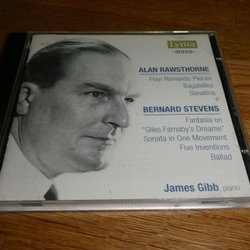 Lyrita
mono
ALAN RAWSTHORNE
Four Romantic Pieces
Bagatelles
Sonatina
BERNARD STEVENS
Fantasia on
"Giles Farnaby's Dreame"
Sonata in One Movement
Five Inventions
Ballad
James Gibb, piano